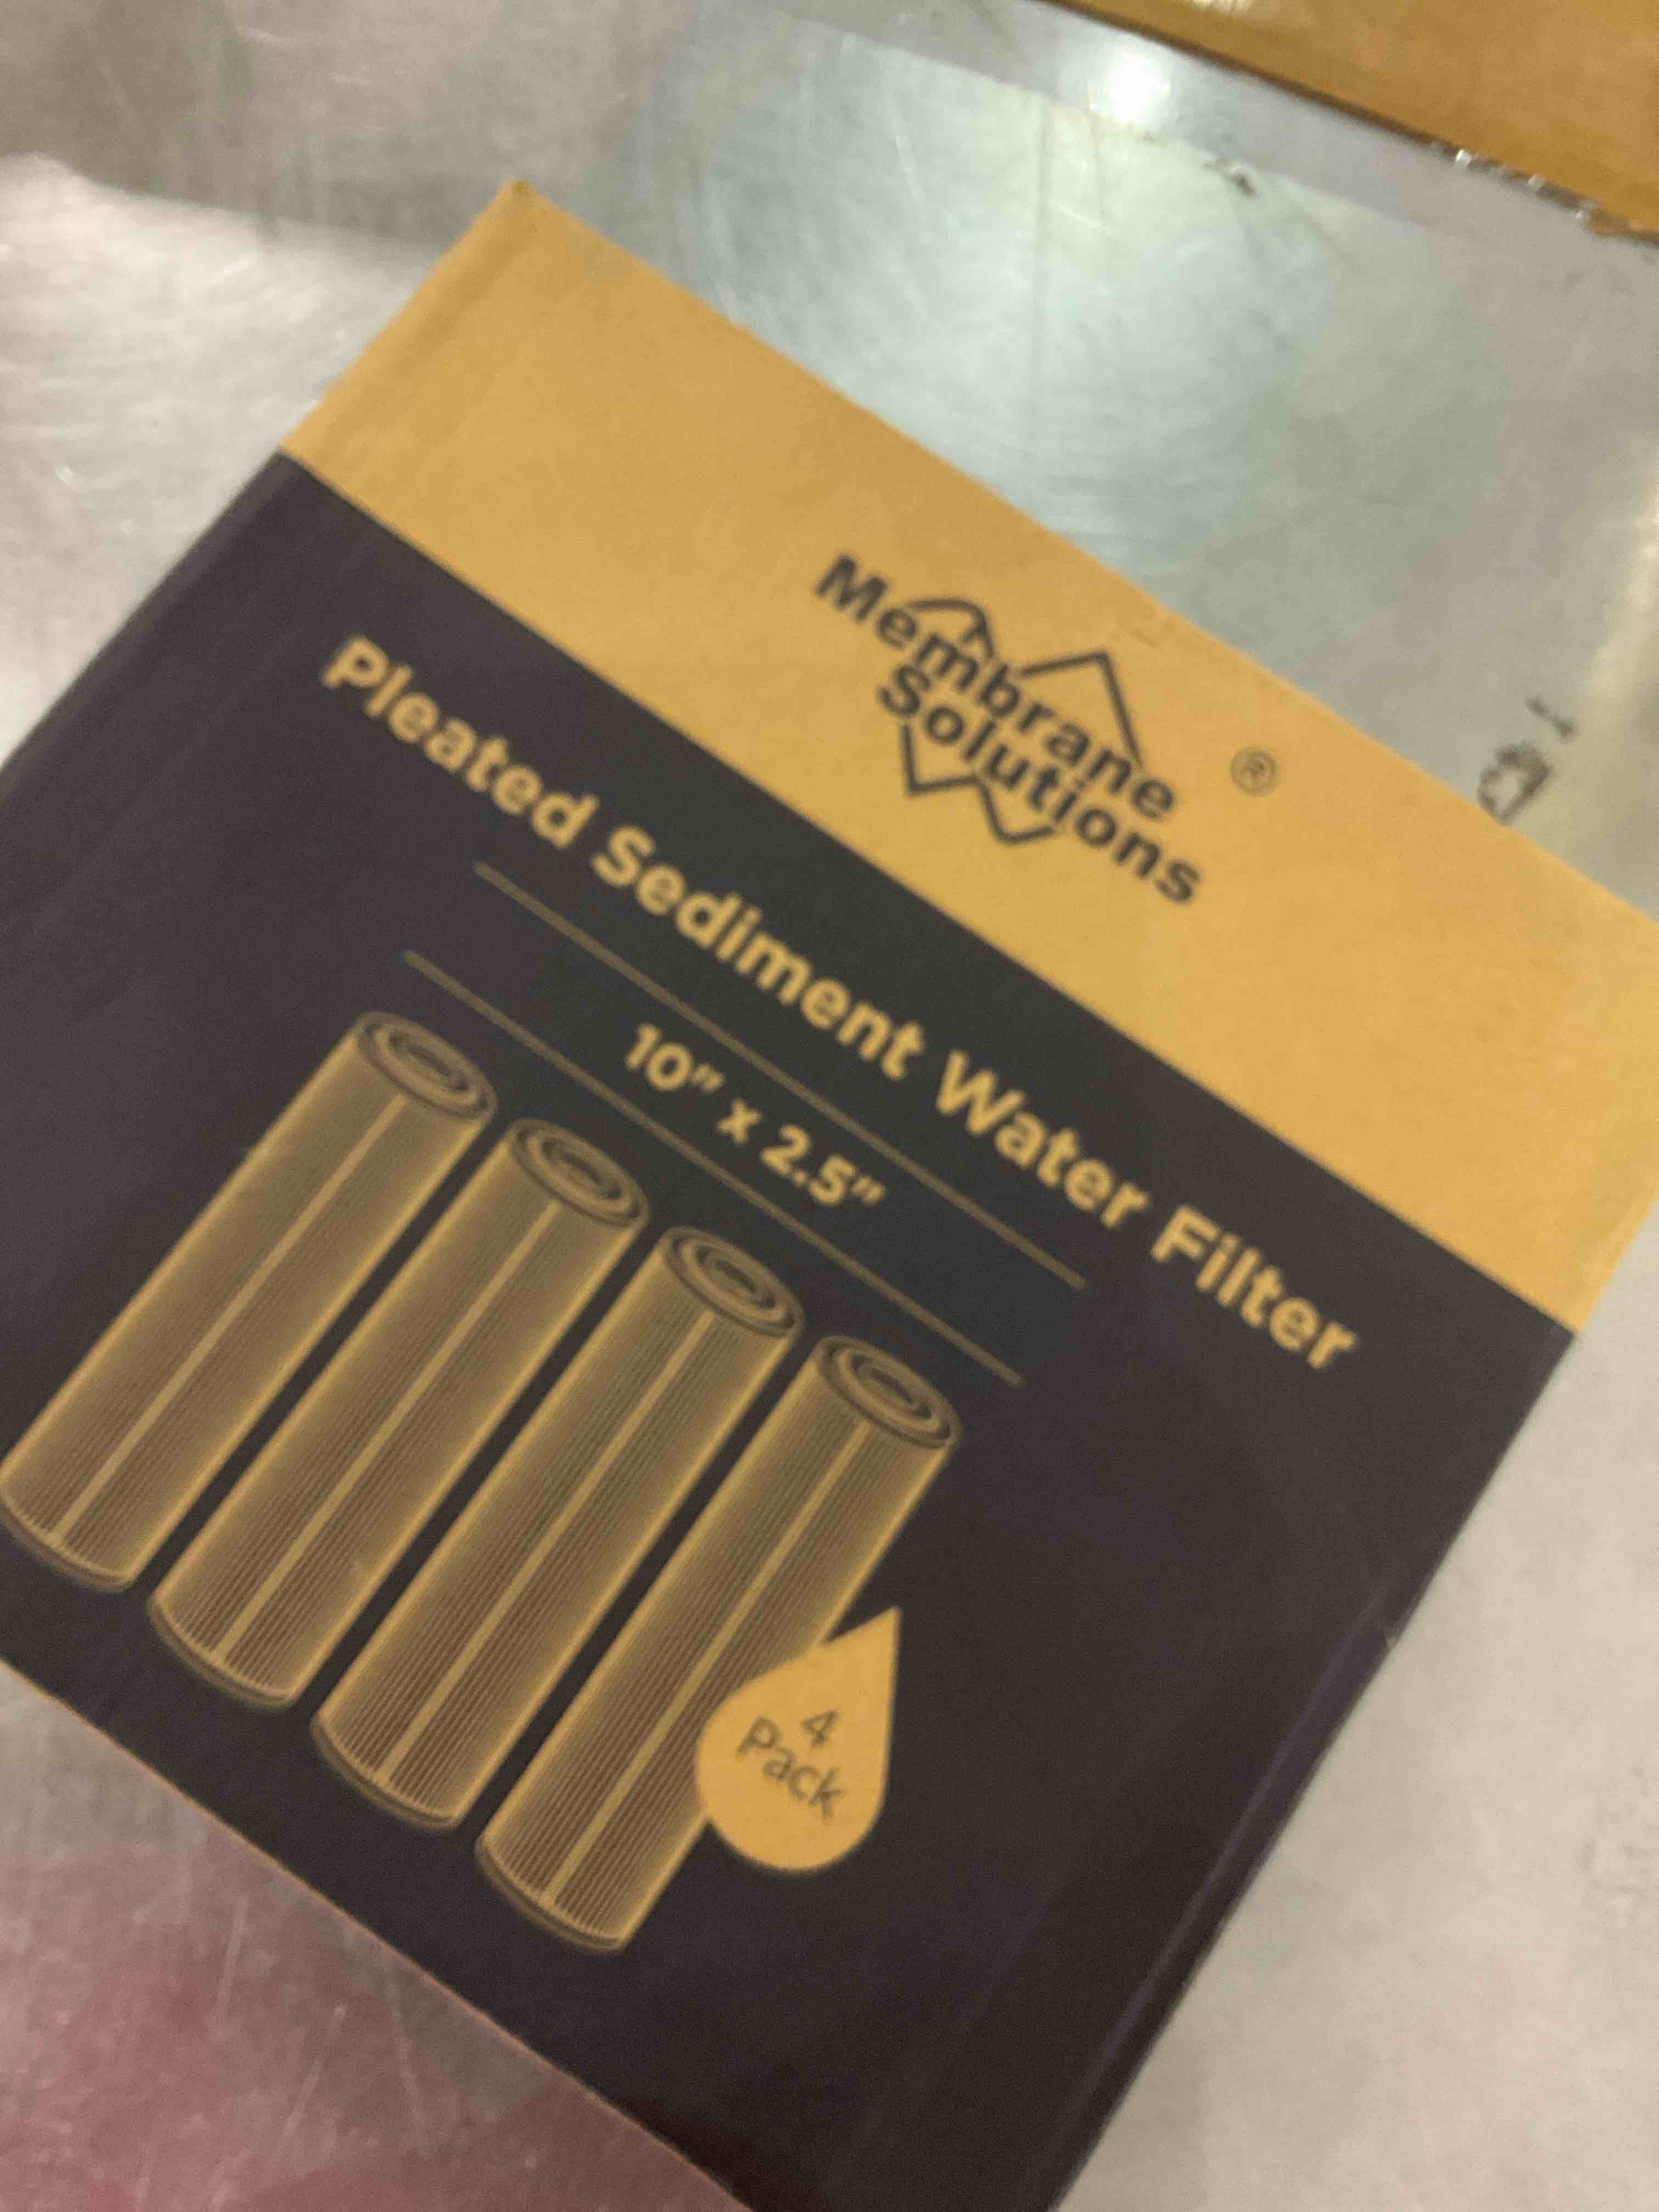 Membrane
Solutions
®
Pleated Sediment Water Filter
10" x 2.5"
4
Pack